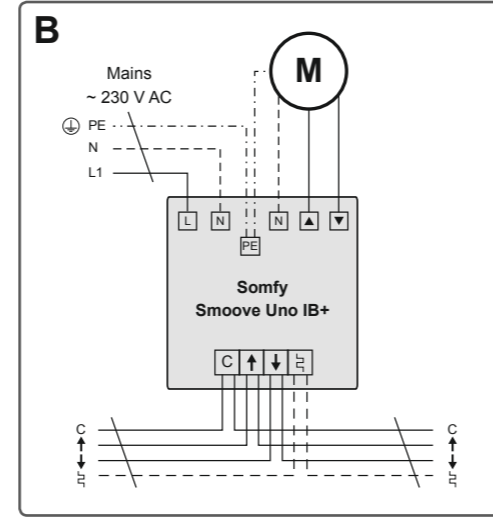 B
M
Mains
~ 230 V AC
PE
N
L1
L N N ▲ ▼
PE
Somfy
Smoove Uno IB+
C ↑ ↓
C C
↑ ↑
↓ ↓